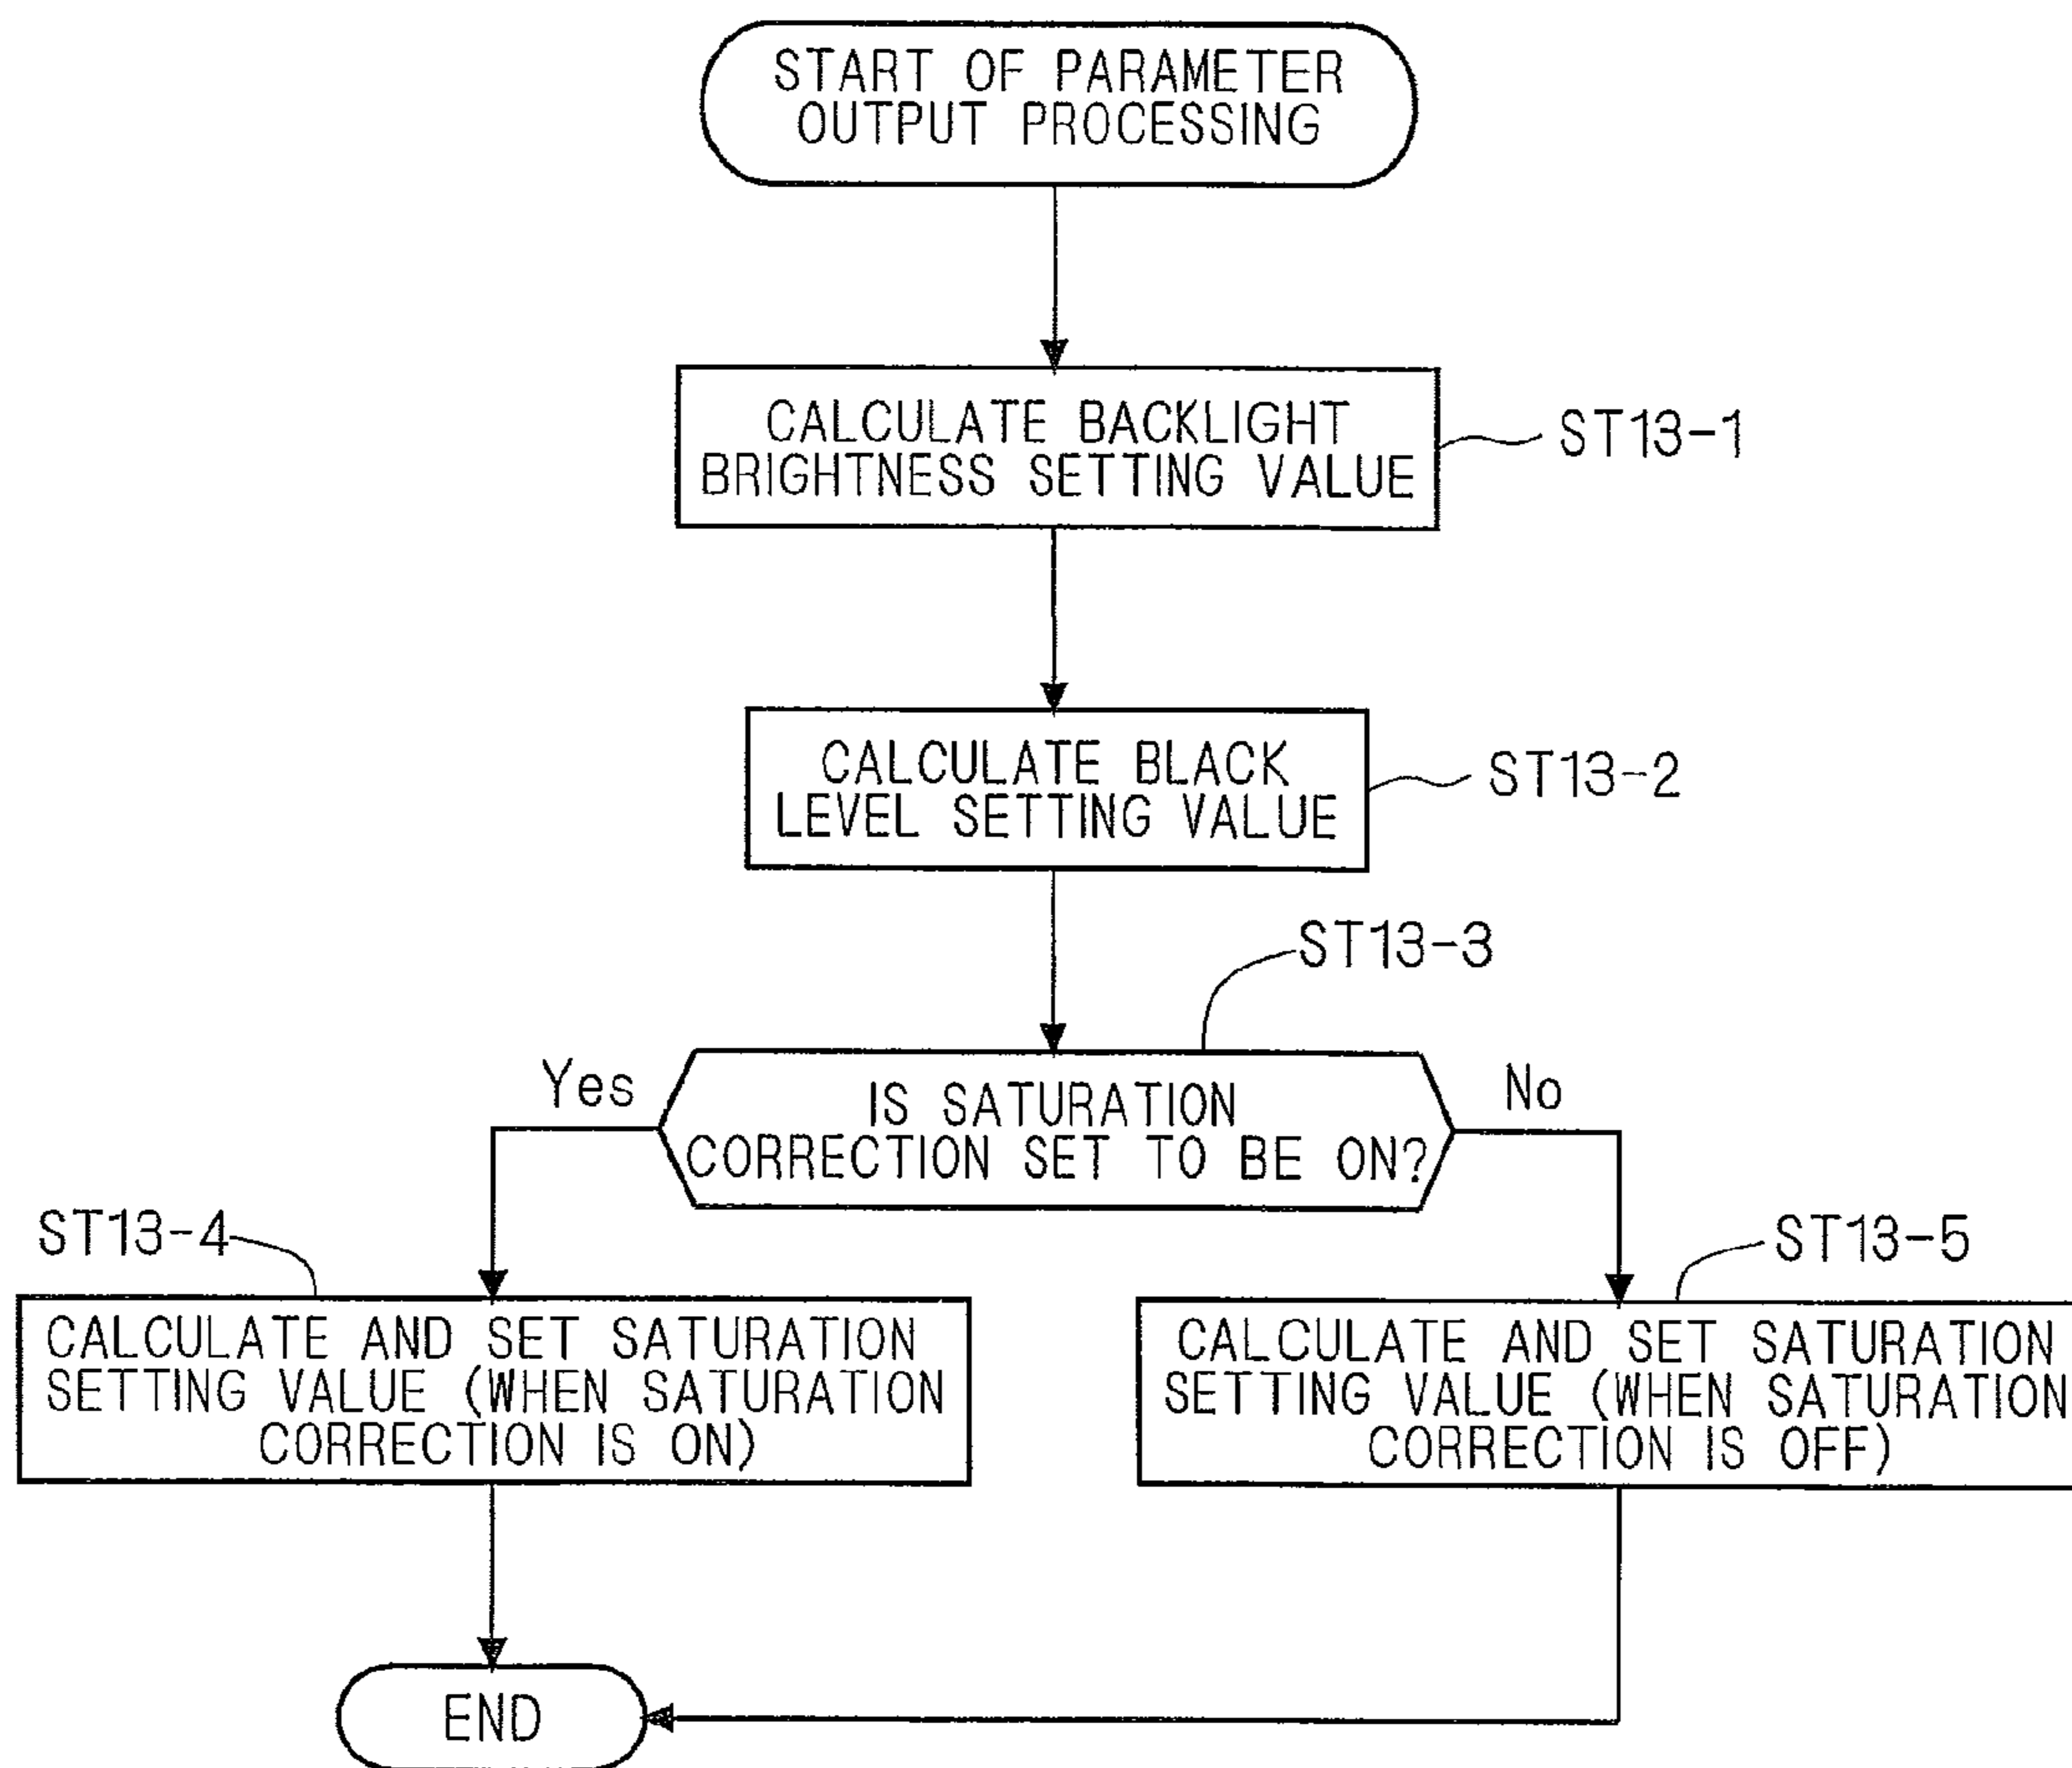 START OF PARAMETER
OUTPUT PROCESSING
CALCULATE BACKLIGHT
BRIGHTNESS SETTING VALUE
ST13-1
CALCULATE BLACK
LEVEL SETTING VALUE
ST13-2
ST13-3
Yes
IS SATURATION
CORRECTION SET TO BE ON?
No
ST13-4
CALCULATE AND SET SATURATION
SETTING VALUE (WHEN SATURATION
CORRECTION IS ON)
ST13-5
CALCULATE AND SET SATURATION
SETTING VALUE (WHEN SATURATION
CORRECTION IS OFF)
END